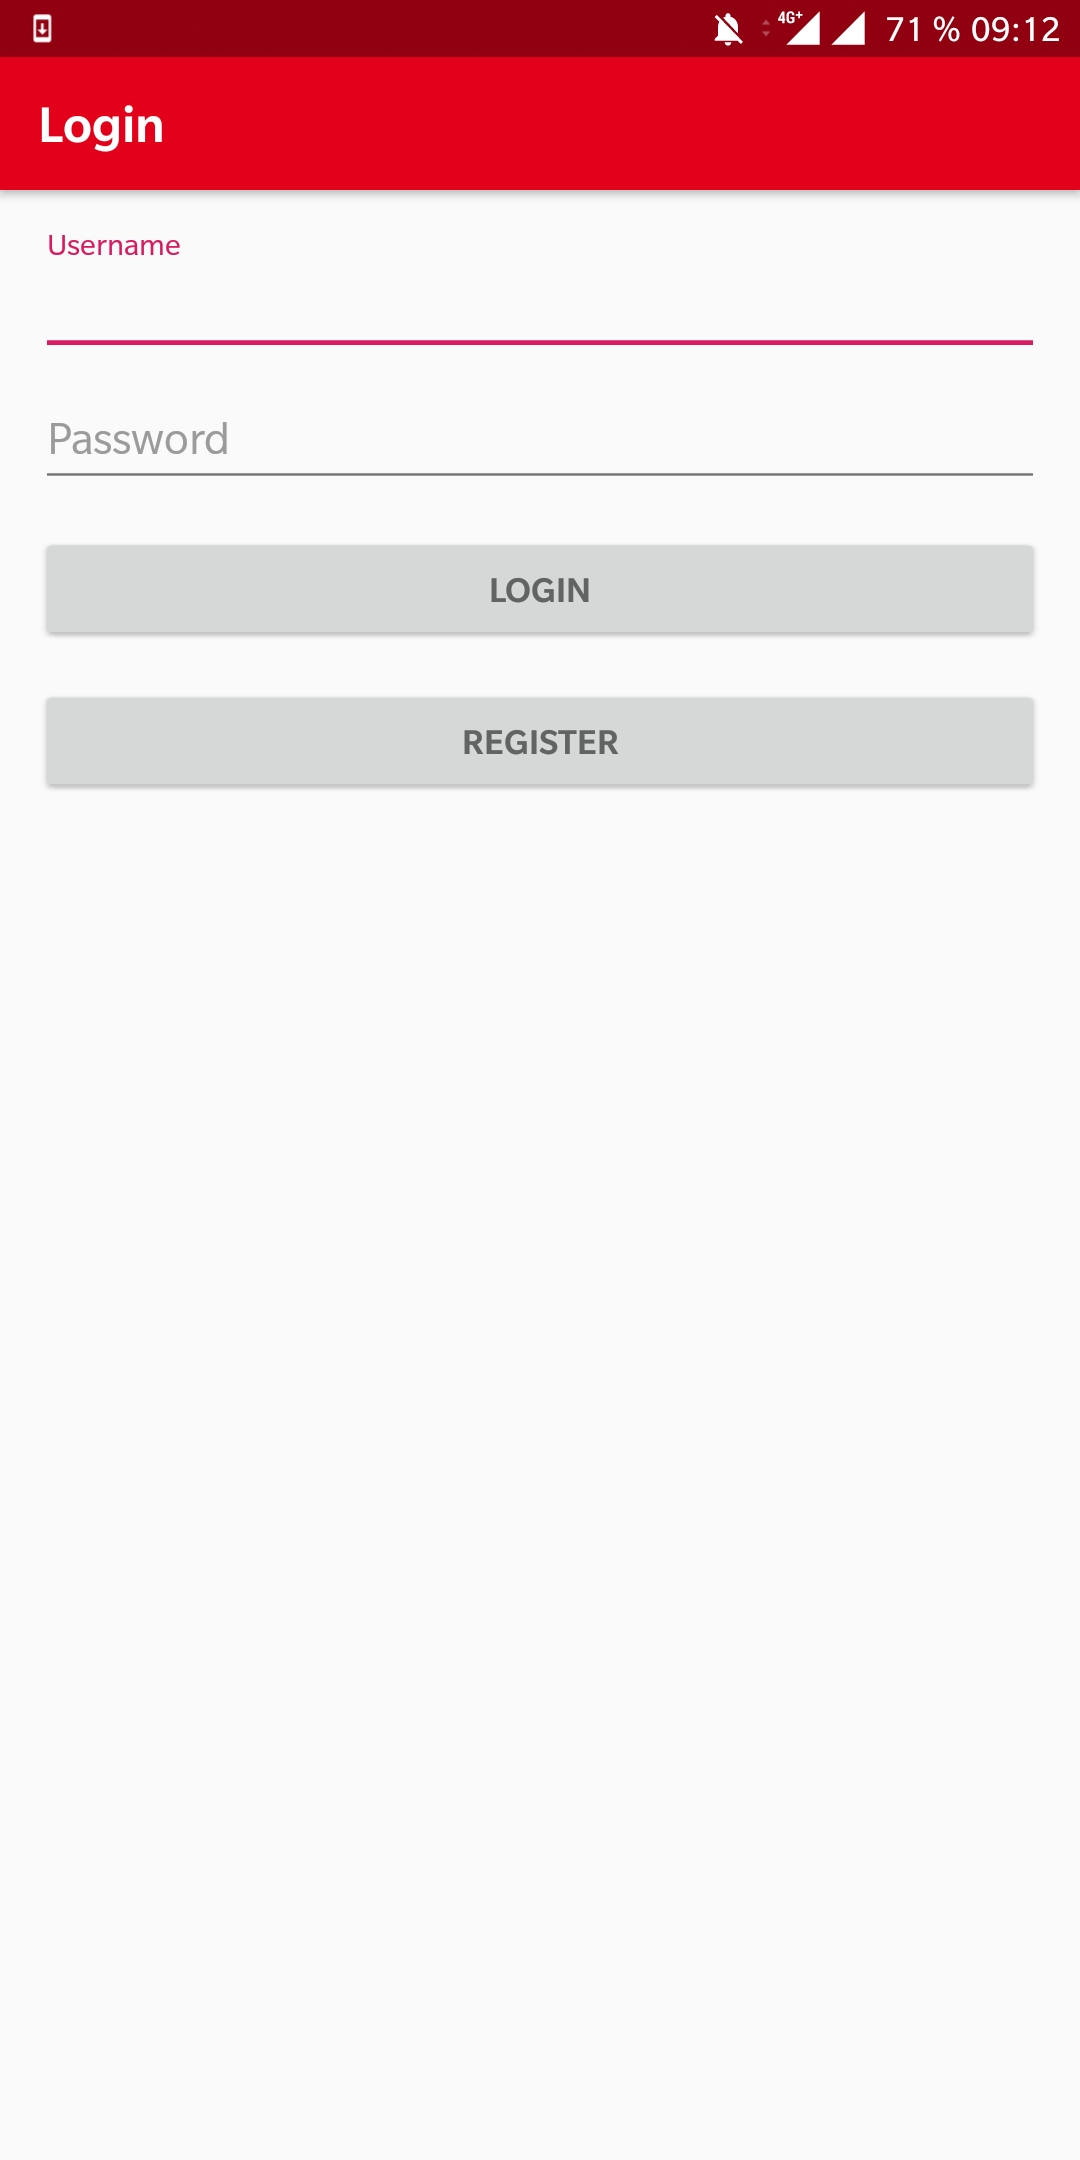 4G+ 71 % 09:12
Login
Username
Password
LOGIN
REGISTER